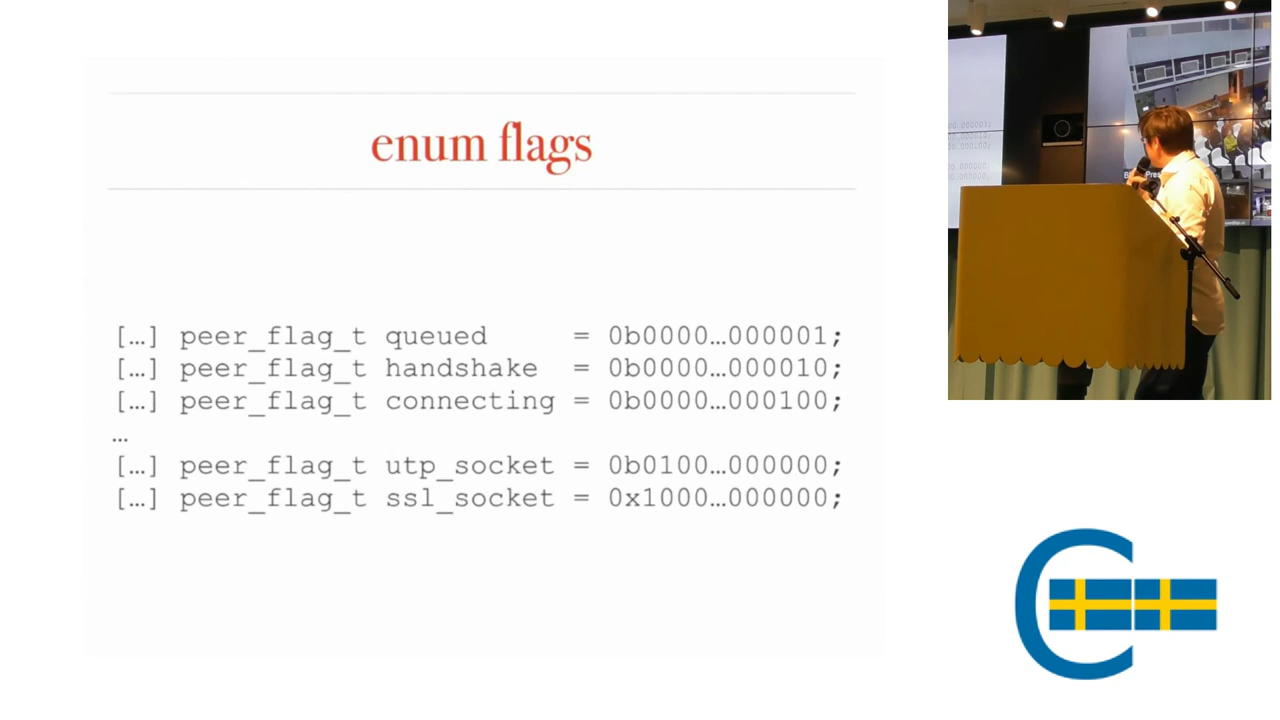 enum flags
[…] peer_flag_t queued = 0b0000…000001;
[…] peer_flag_t handshake = 0b0000…000010;
[…] peer_flag_t connecting = 0b0000…000100;
…
[…] peer_flag_t utp_socket = 0b0100…000000;
[…] peer_flag_t ssl_socket = 0x1000…000000;